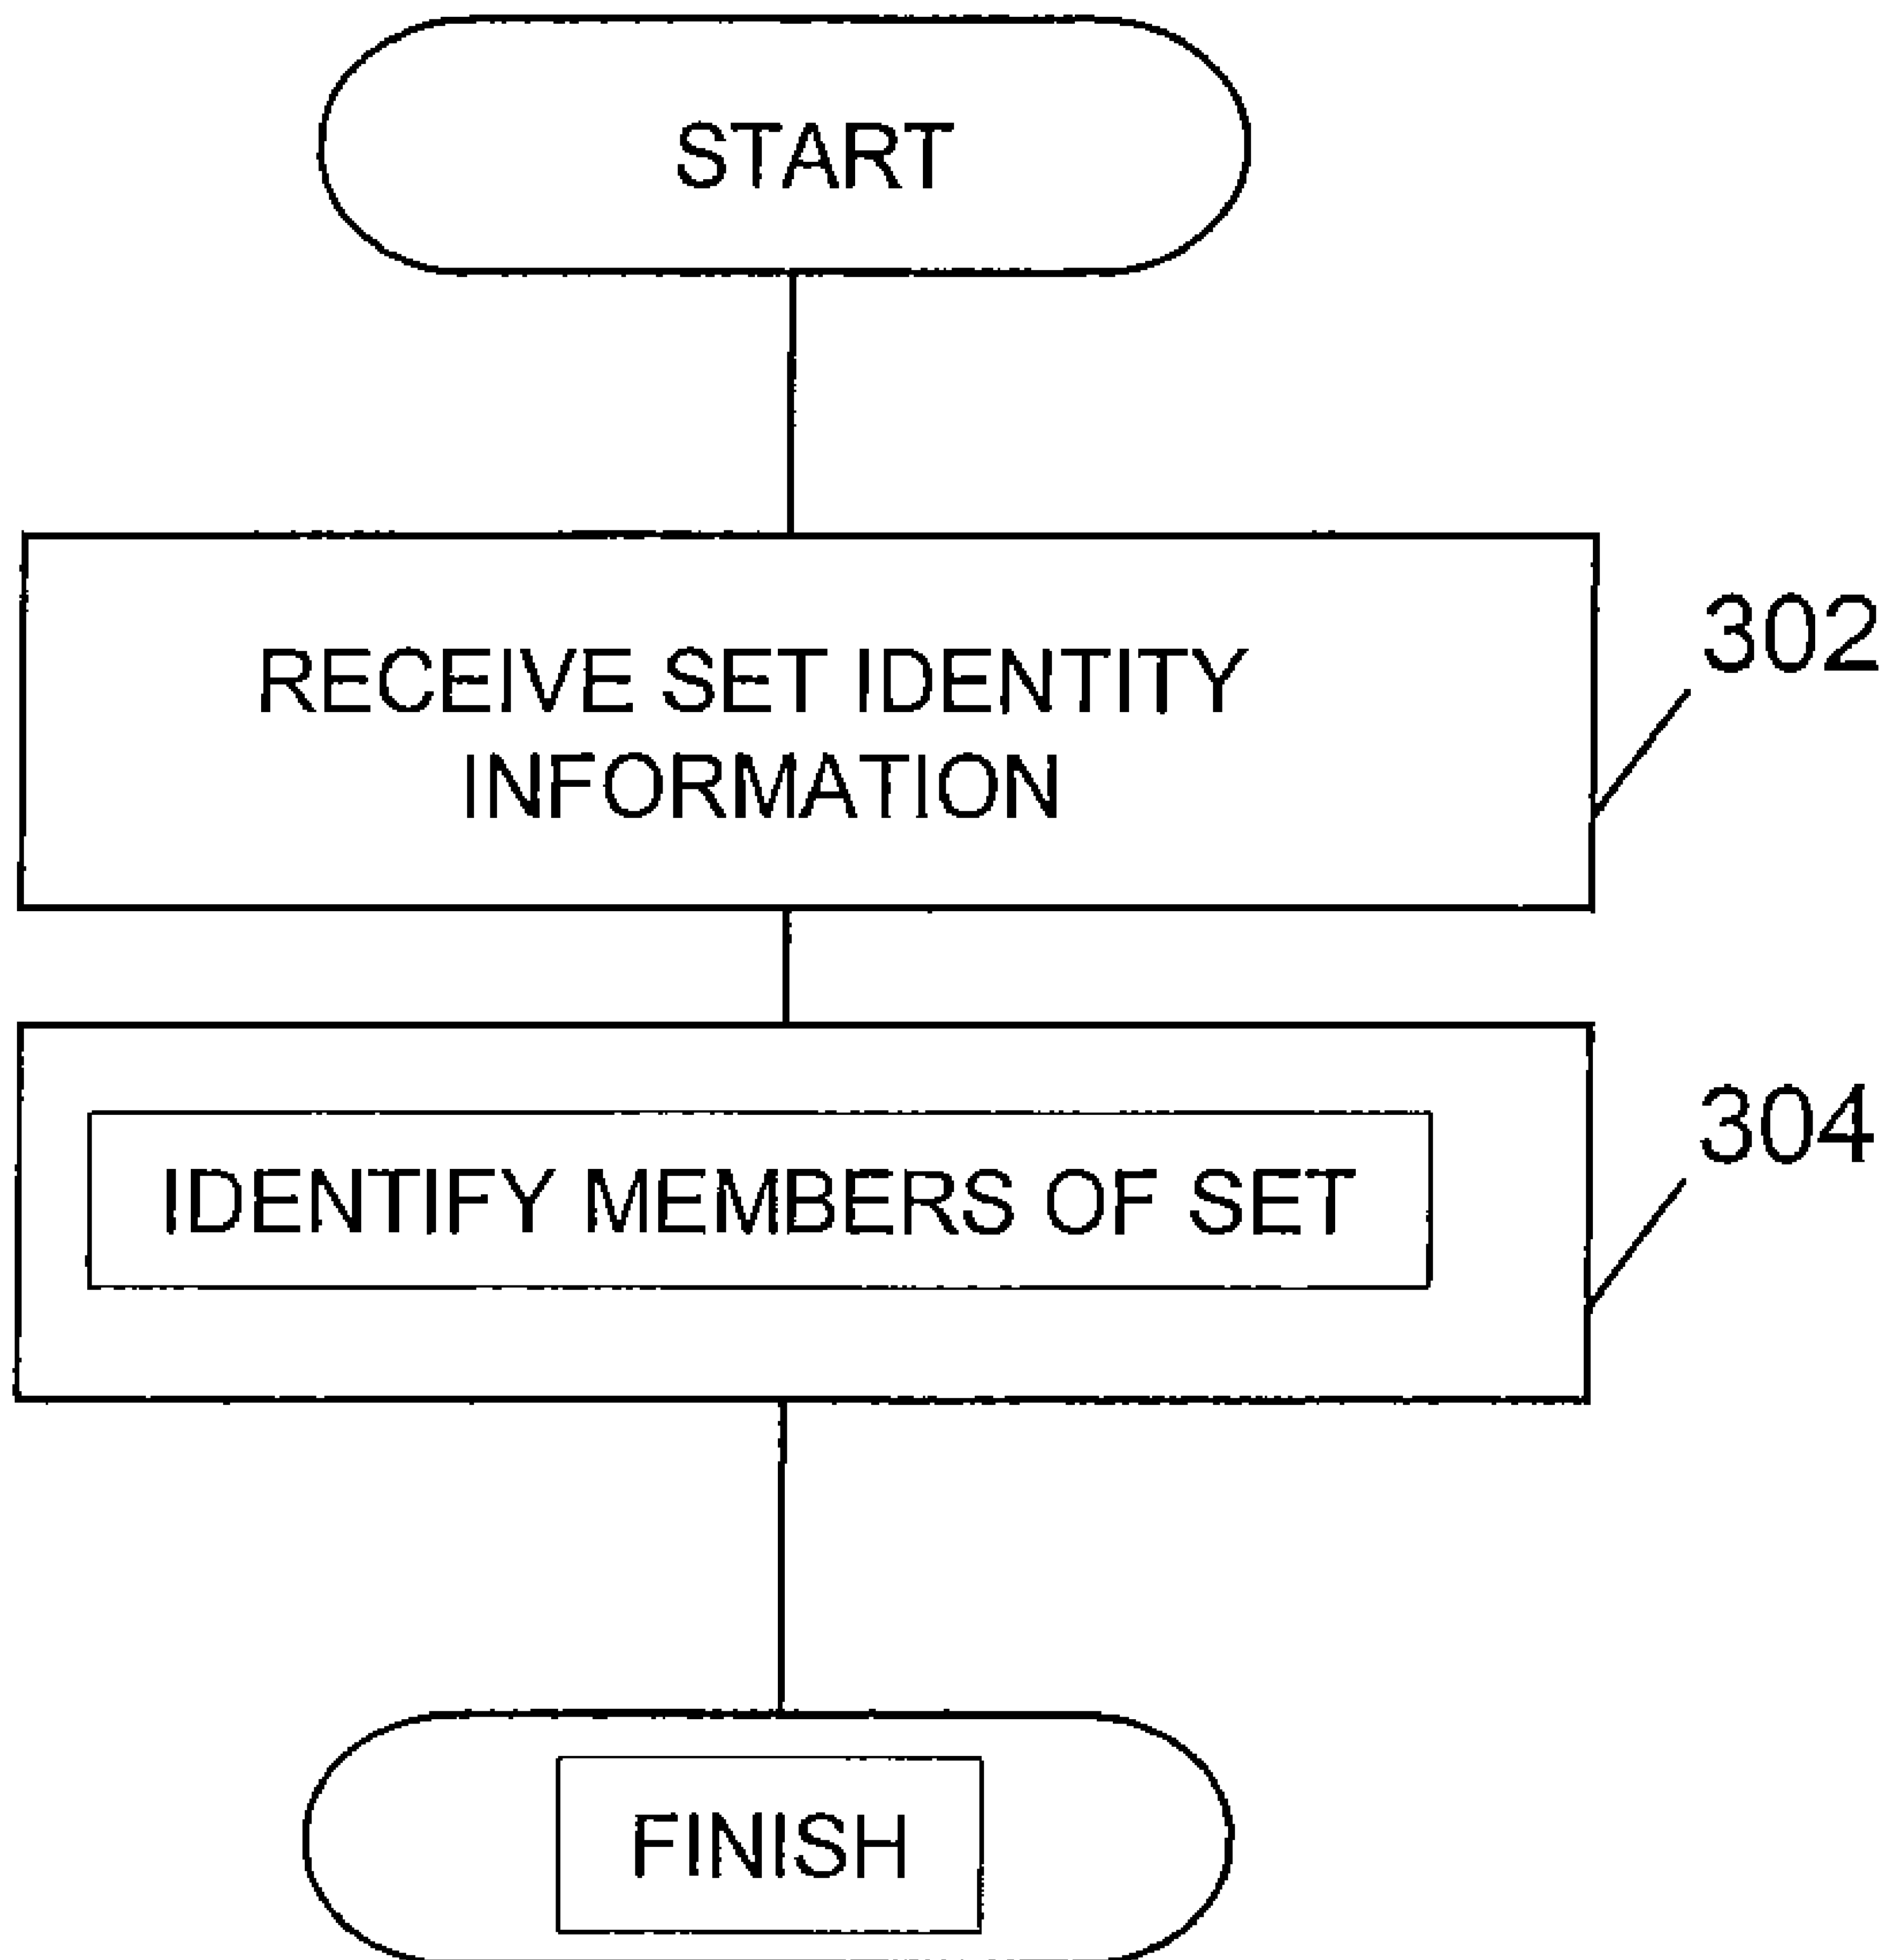 START
RECEIVE SET IDENTITY
INFORMATION
302
IDENTIFY MEMBERS OF SET
304
FINISH